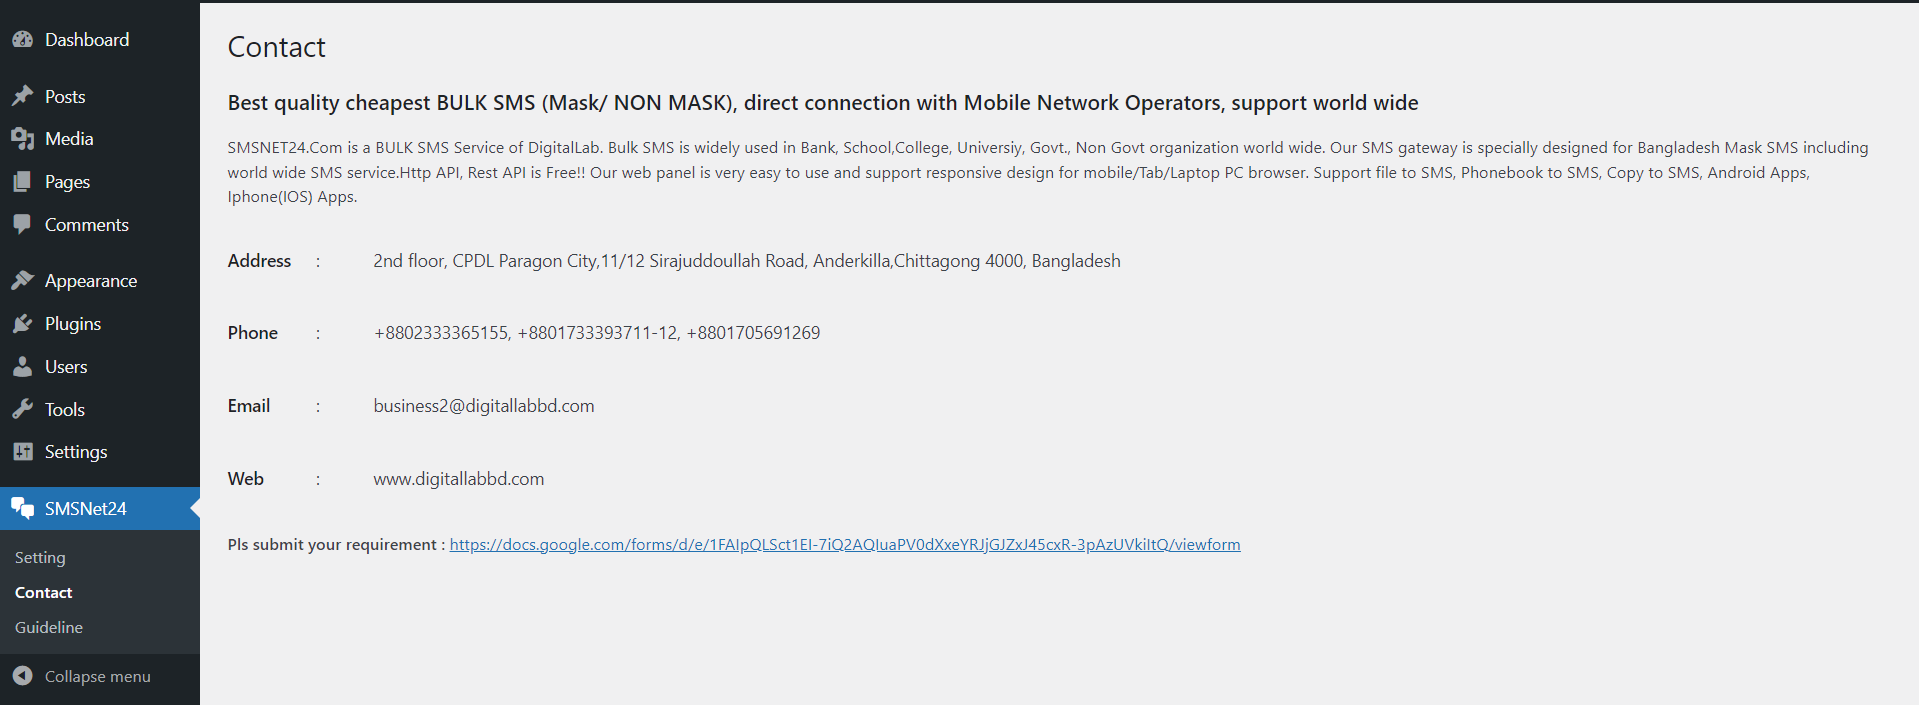 Dashboard
Posts
Media
Pages
Comments
Appearance
Plugins
Users
Tools
Settings
SMSNet24
Setting
Contact
Guideline
Collapse menu
Contact
Best quality cheapest BULK SMS (Mask/ NON MASK), direct connection with Mobile Network Operators, support world wide
SMSNET24.Com is a BULK SMS Service of DigitalLab. Bulk SMS is widely used in Bank, School,College, Universiy, Govt., Non Govt organization world wide. Our SMS gateway is specially designed for Bangladesh Mask SMS including
world wide SMS service.Http API, Rest API is Free!! Our web panel is very easy to use and support responsive design for mobile/Tab/Laptop PC browser. Support file to SMS, Phonebook to SMS, Copy to SMS, Android Apps,
Iphone(IOS) Apps.
Address : 2nd floor, CPDL Paragon City,11/12 Sirajuddoullah Road, Anderkilla,Chittagong 4000, Bangladesh
Phone : +8802333365155, +8801733393711-12, +8801705691269
Email : business2@digitallabbd.com
Web : www.digitallabbd.com
Pls submit your requirement : https://docs.google.com/forms/d/e/1FAIpQLSct1EI-7iQ2AQIuaPV0dXxeYRJjGJZxJ45cxR-3pAzUVkiItQ/viewform